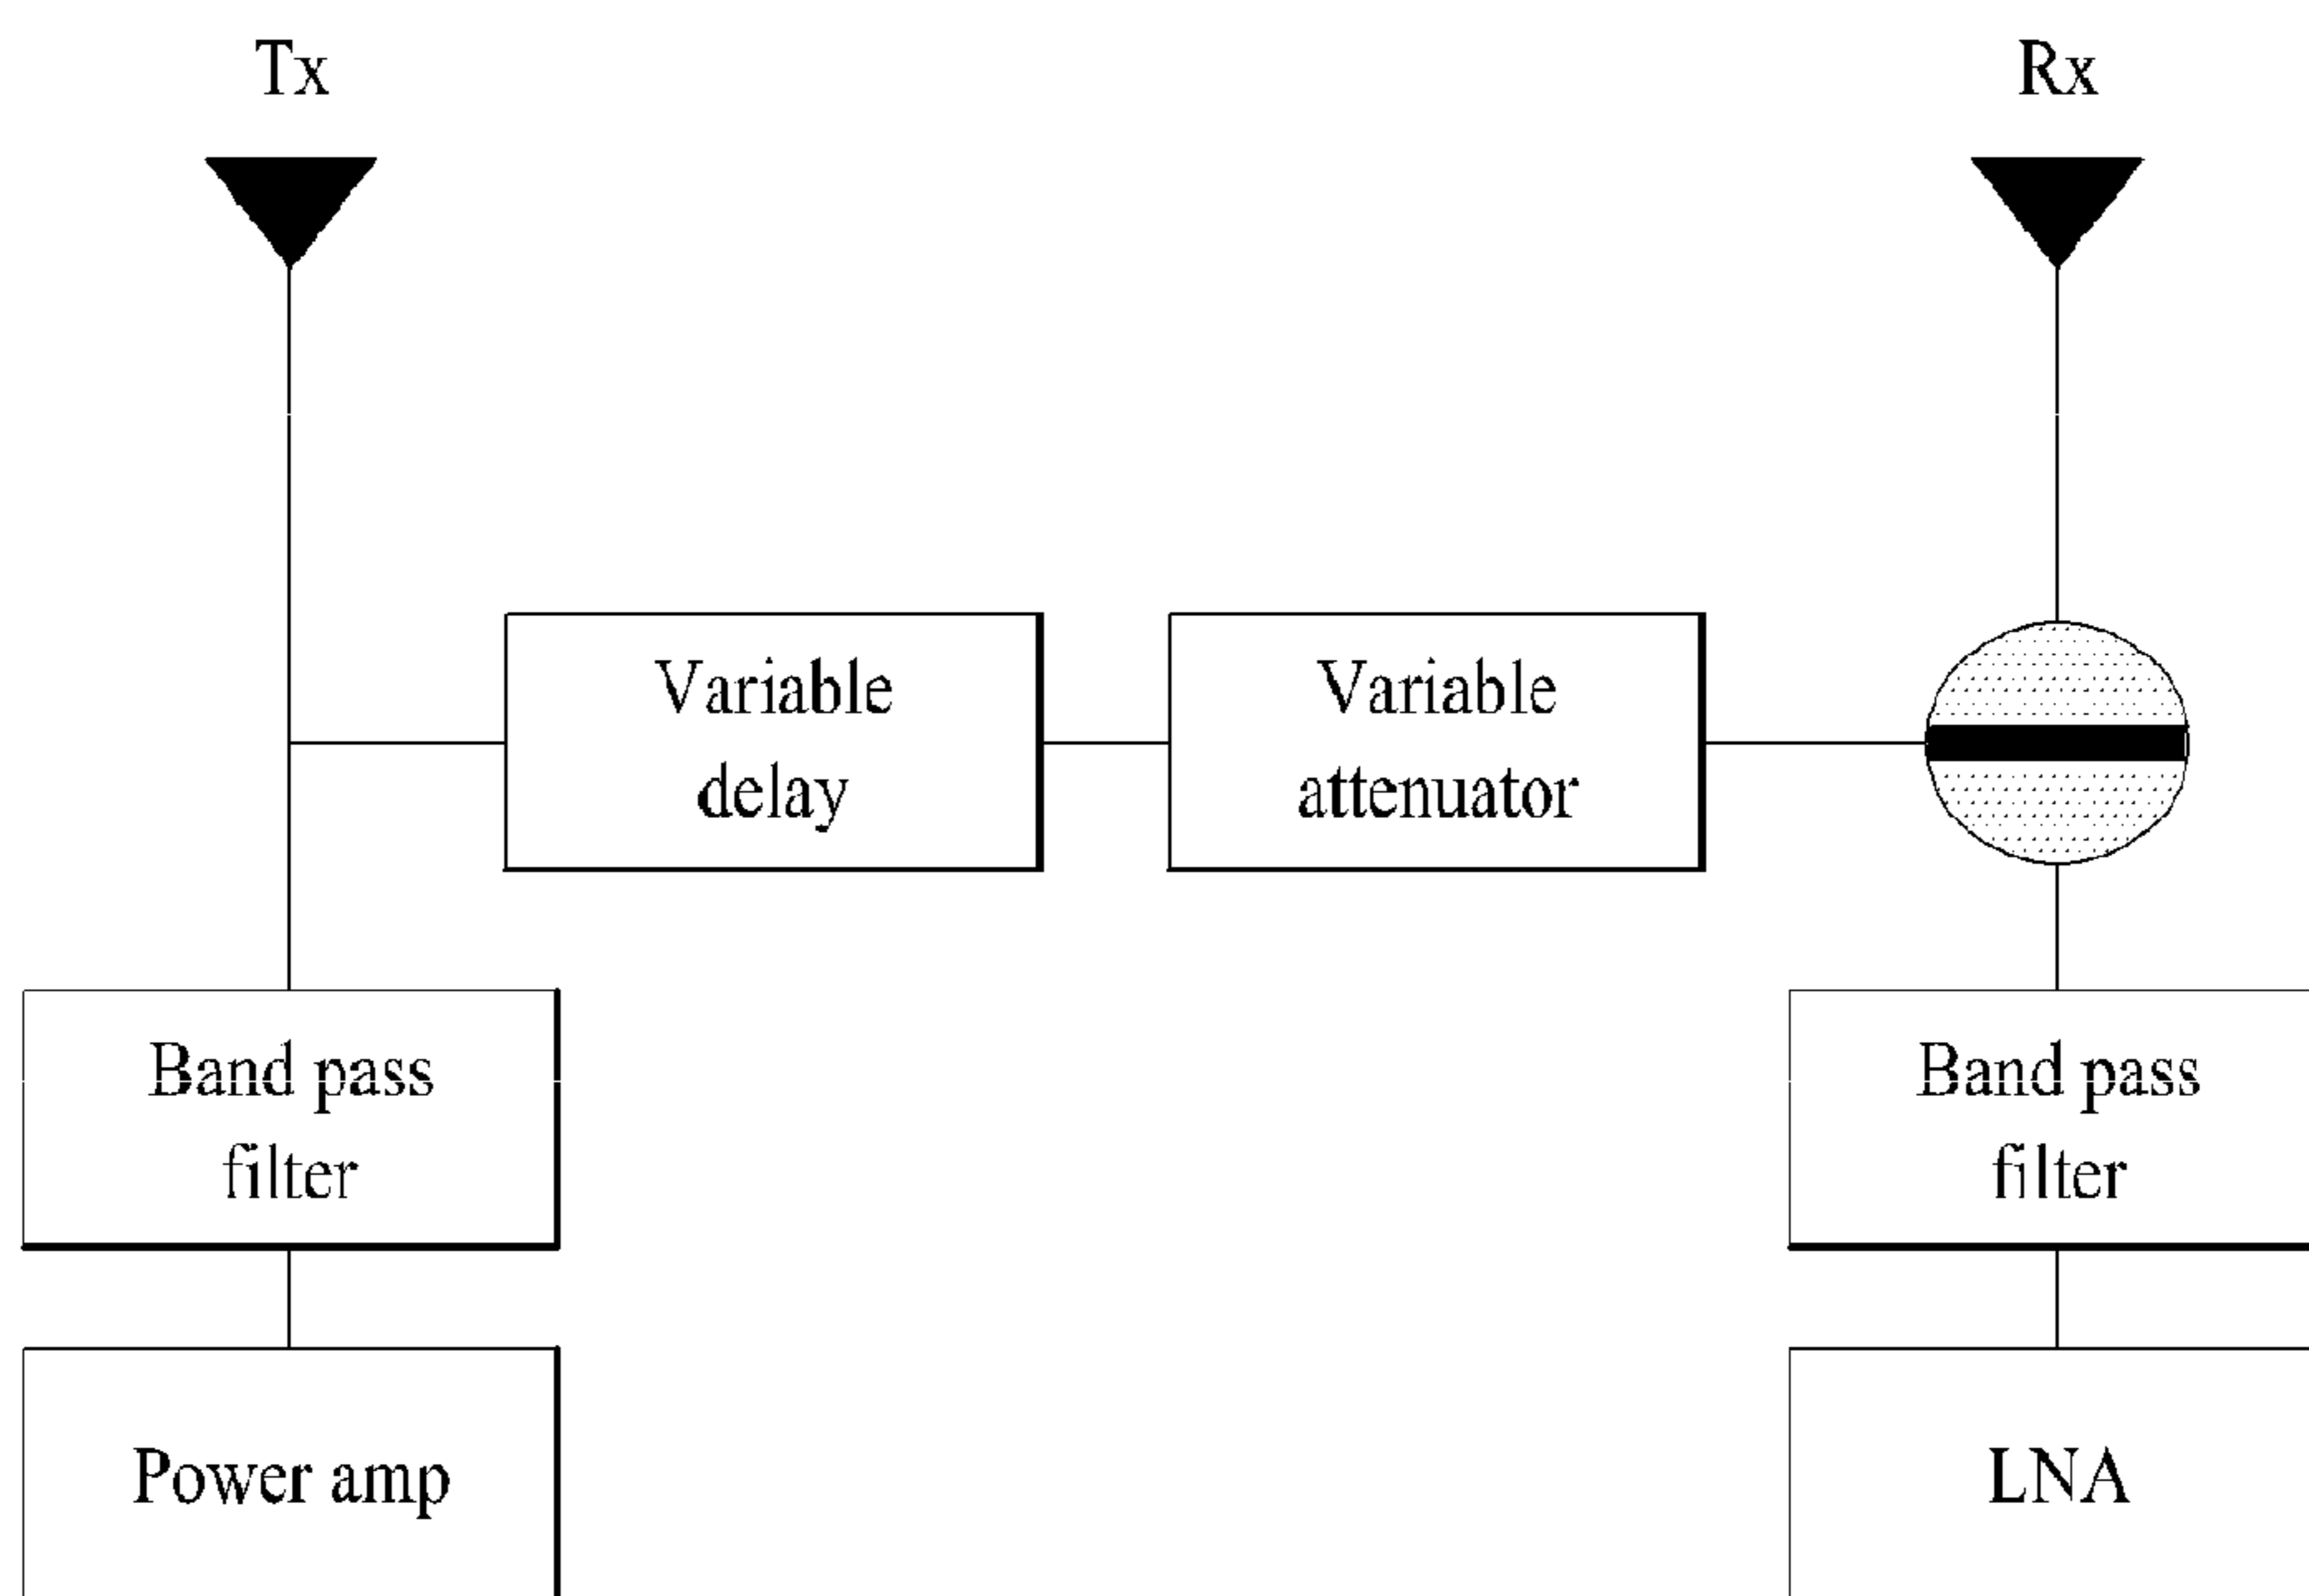 Tx
Rx
Variable
delay
Variable
attenuator
Band pass
filter
Band pass
filter
Power amp
LNA